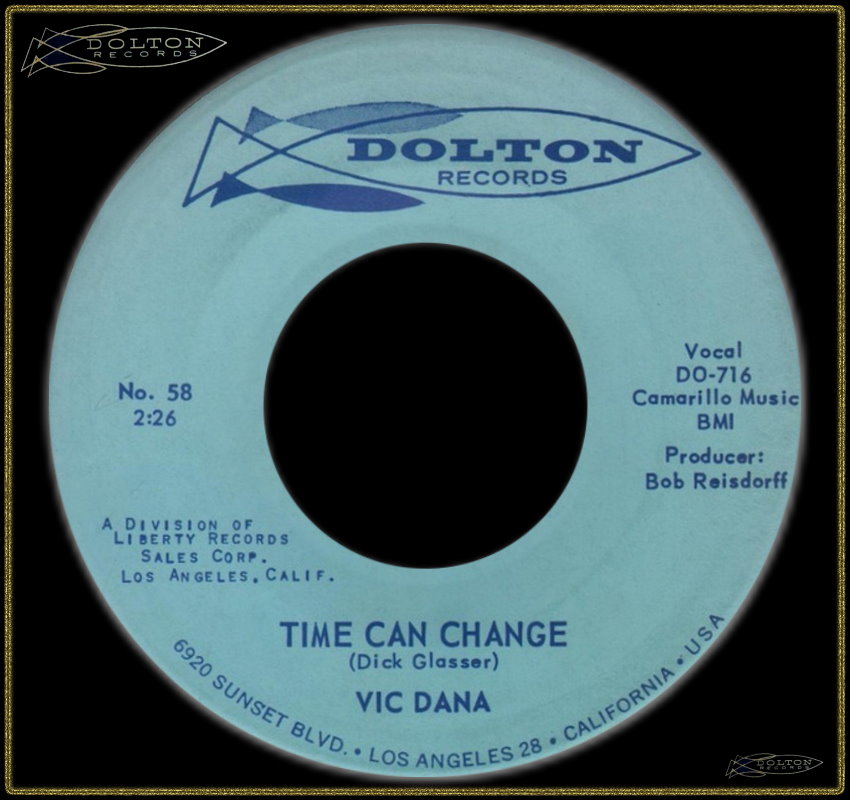 DOLTON
RECORDS
DOLTON
RECORDS
Vocal
DO-716
Camarillo Music
BMI
Producer:
Bob Reisdorff
No. 58
2:26
A DIVISION OF
LIBERTY RECORDS
SALES CORP.
LOS ANGELES, CALIF.
TIME CAN CHANGE
(Dick Glasser)
VIC DANA
6920 SUNSET BLVD. • LOS ANGELES 28 • CALIFORNIA • USA
DOLTON
RECORDS